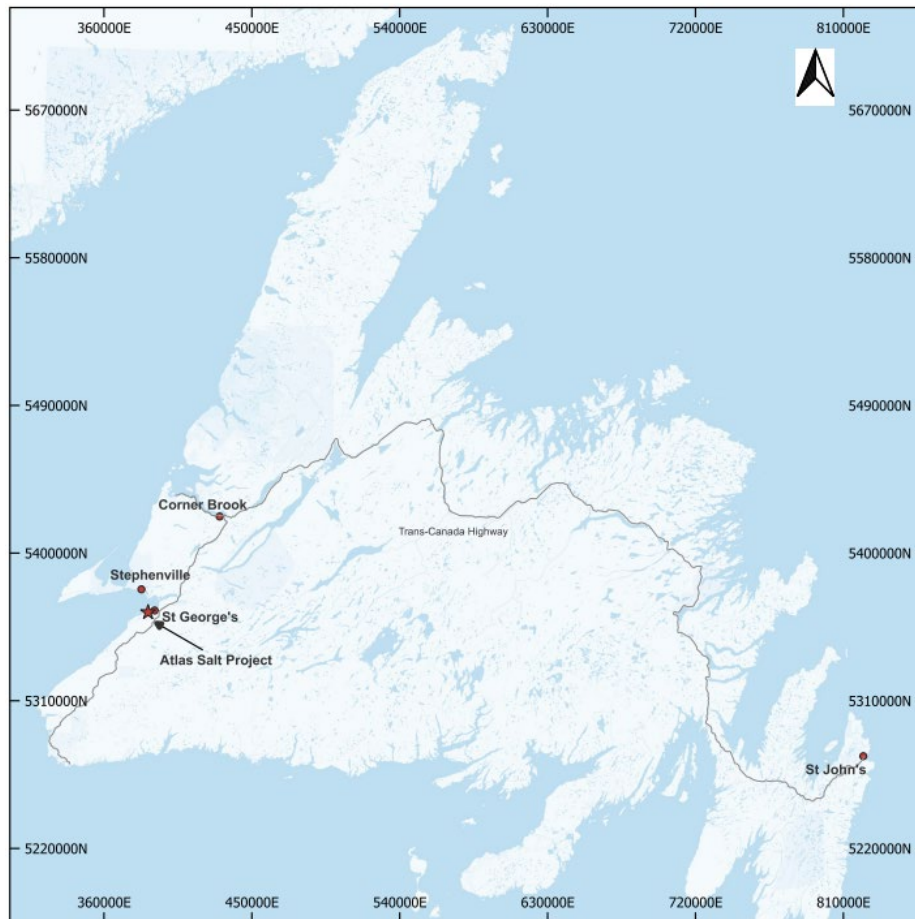 360000E 450000E 540000E 630000E 720000E 810000E
5670000N 5670000N
5580000N 5580000N
5490000N 5490000N
Corner Brook
Trans-Canada Highway
5400000N 5400000N
Stephenville
St George's
Atlas Salt Project
5310000N 5310000N
St John's
5220000N 5220000N
360000E 450000E 540000E 630000E 720000E 810000E